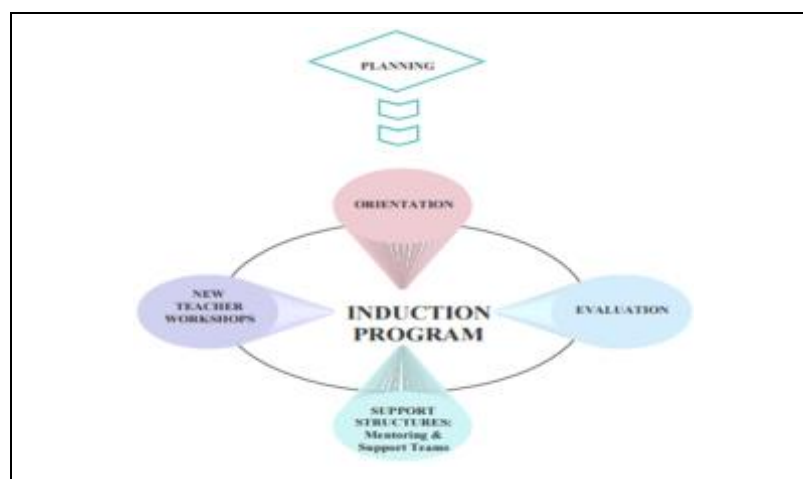 PLANNING
ORIENTATION
NEW
TEACHER
WORKSHOPS
INDUCTION
PROGRAM
EVALUATION
SUPPORT
STRUCTURES:
Mentoring &
Support Teams